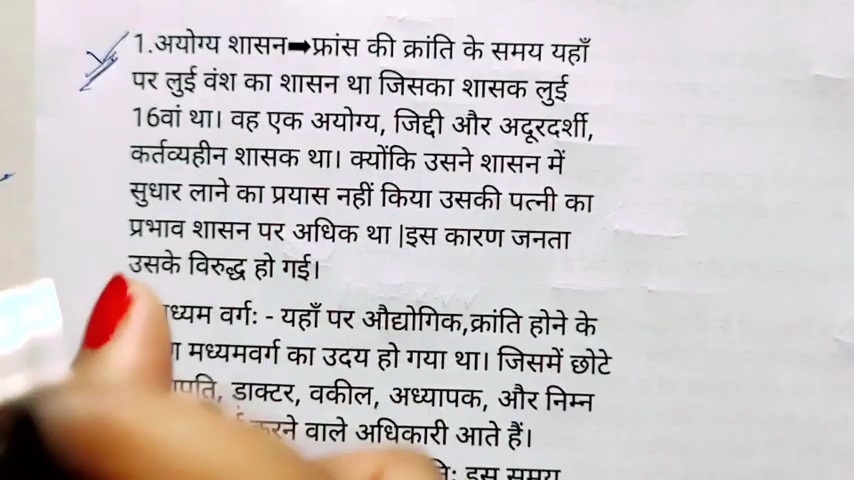 1.अयोग्य शासन➡फ्रांस की क्रांति के समय यहाँ
पर लुई वंश का शासन था जिसका शासक लुई
16वां था। वह एक अयोग्य, जिद्दी और अदूरदर्शी,
कर्तव्यहीन शासक था। क्योंकि उसने शासन में
सुधार लाने का प्रयास नहीं किया उसकी पत्नी का
प्रभाव शासन पर अधिक था |इस कारण जनता
उसके विरुद्ध हो गई।
वर्गः - यहाँ पर औद्योगिक,क्रांति होने के
मध्यमवर्ग का उदय हो गया था। जिसमें छोटे
डाक्टर, वकील, अध्यापक, और निम्न
करने वाले अधिकारी आते हैं।
इस समय